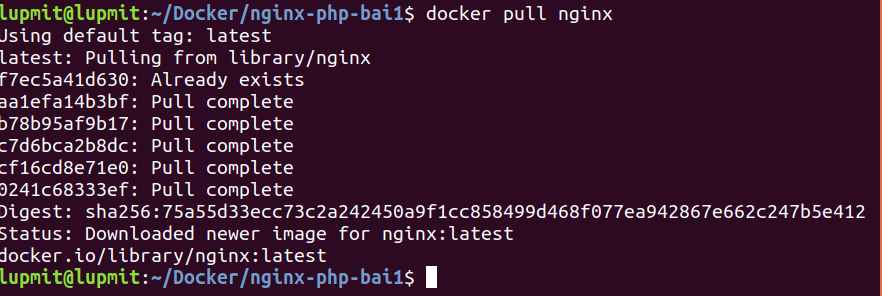 lupmit@lupmit:~/Docker/nginx-php-bai1$ docker pull nginx
Using default tag: latest
latest: Pulling from library/nginx
f7ec5a41d630: Already exists
aa1efa14b3bf: Pull complete
b78b95af9b17: Pull complete
c7d6bca2b8dc: Pull complete
cf16cd8e71e0: Pull complete
0241c68333ef: Pull complete
Digest: sha256:75a55d33ecc73c2a242450a9f1cc858499d468f077ea942867e662c247b5e412
Status: Downloaded newer image for nginx:latest
docker.io/library/nginx:latest
lupmit@lupmit:~/Docker/nginx-php-bai1$